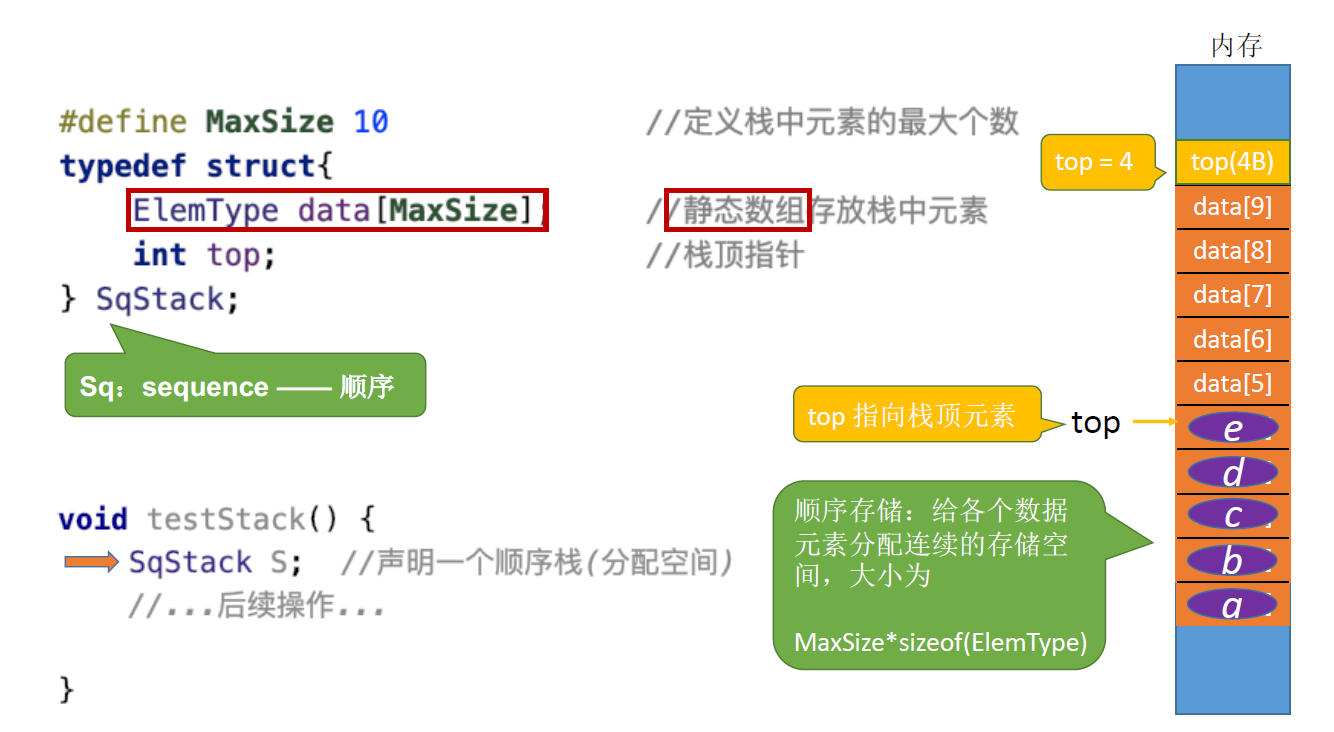 内存
#define MaxSize 10 //定义栈中元素的最大个数
typedef struct{
ElemType data[MaxSize]; //静态数组存放栈中元素
int top; //栈顶指针
} SqStack;
Sq：sequence —— 顺序
void testStack() {
SqStack S; //声明一个顺序栈(分配空间)
//...后续操作...
}
top = 4
top(4B)
data[9]
data[8]
data[7]
data[6]
data[5]
top 指向栈顶元素
top
e
d
c
b
a
顺序存储：给各个数据
元素分配连续的存储空
间，大小为
MaxSize*sizeof(ElemType)